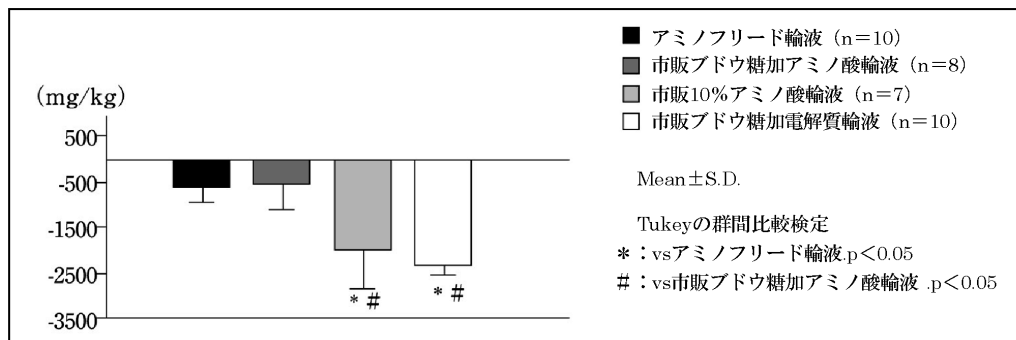 (mg/kg)
500
-500
-1500
-2500
-3500
* #
* #
アミノフリード輸液 (n＝10)
市販ブドウ糖加アミノ酸輸液 (n＝8)
市販10%アミノ酸輸液 (n＝7)
市販ブドウ糖加電解質輸液 (n＝10)
Mean±S.D.
Tukeyの群間比較検定
＊：vsアミノフリード輸液.p＜0.05
＃：vs市販ブドウ糖加アミノ酸輸液 .p＜0.05